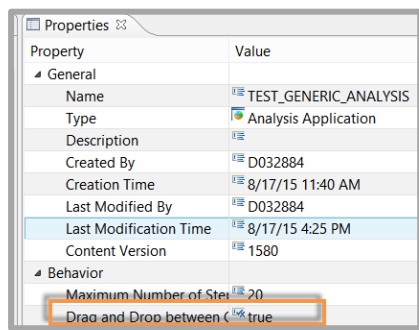 Properties
Property Value
General
Name TEST_GENERIC_ANALYSIS
Type Analysis Application
Description
Created By D032884
Creation Time 8/17/15 11:40 AM
Last Modified By D032884
Last Modification Time 8/17/15 4:25 PM
Content Version 1580
Behavior
Maximum Number of 20
Drag and Drop between true